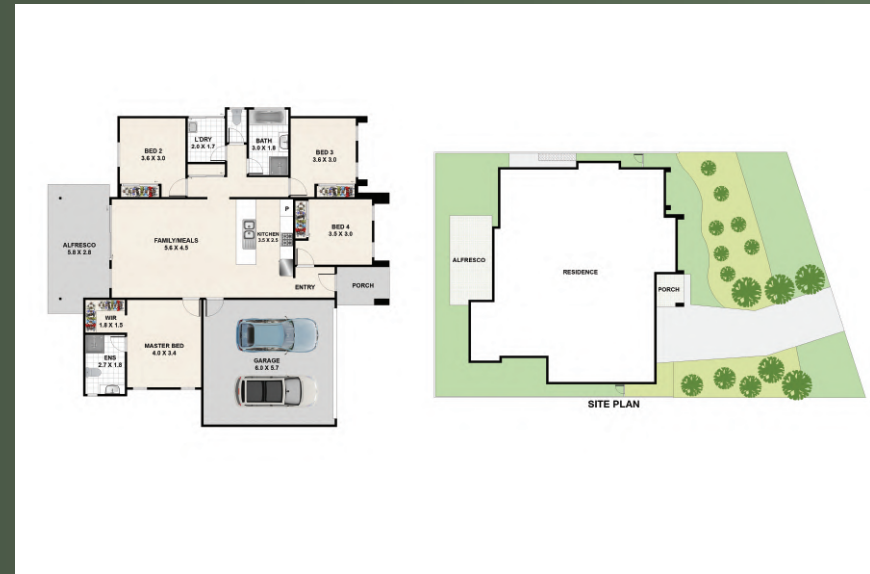 BED 2
3.6 X 3.0
L'DRY
2.0 X 1.7
BATH
3.0 X 1.8
BED 3
3.6 X 3.0
P
ALFRESCO
5.8 X 2.8
FAMILY/MEALS
5.6 X 4.5
KITCHEN
3.5 X 2.5
BED 4
3.5 X 3.0
ENTRY
PORCH
WIR
1.8 X 1.5
MASTER BED
4.0 X 3.4
ENS
2.7 X 1.8
GARAGE
6.0 X 5.7
ALFRESCO
RESIDENCE
PORCH
SITE PLAN